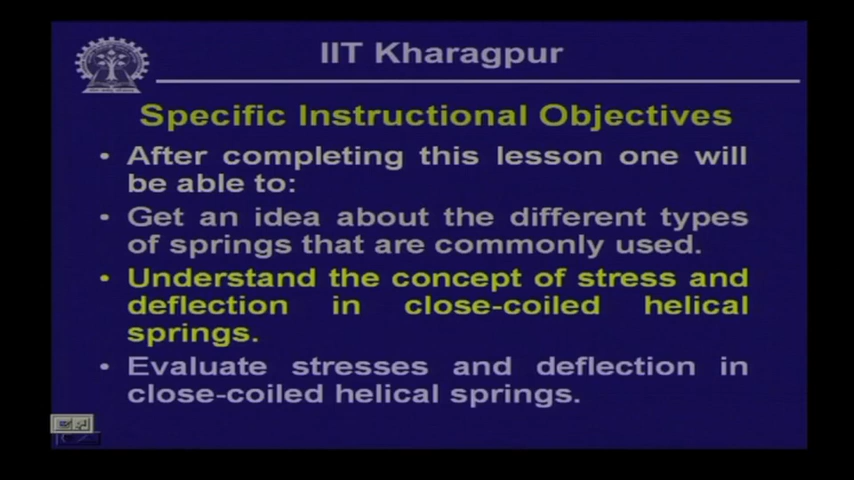 IIT Kharagpur
Specific Instructional Objectives
• After completing this lesson one will
be able to:
• Get an idea about the different types
of springs that are commonly used.
• Understand the concept of stress and
deflection in close-coiled helical
springs.
• Evaluate stresses and deflection in
close-coiled helical springs.